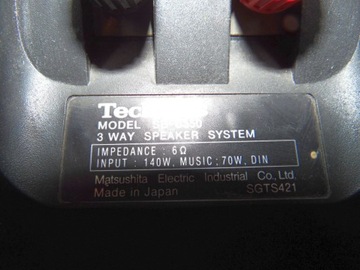 MODEL
3 WAY SPEAKER SYSTEM
IMPEDANCE : 6Ω
INPUT : 140W, MUSIC; 70W, DIN
Matsushita Electric Industrial Co., Ltd.
Made in Japan SGTS421